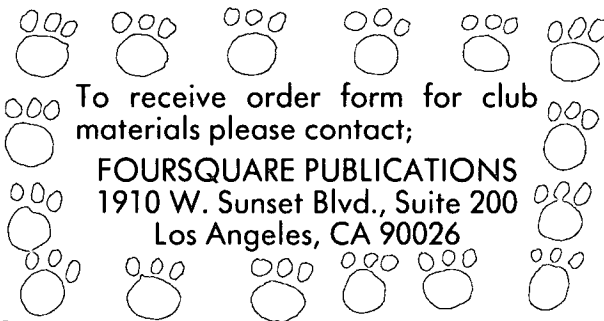 To receive order form for club
materials please contact;
FOURSQUARE PUBLICATIONS
1910 W. Sunset Blvd., Suite 200
Los Angeles, CA 90026